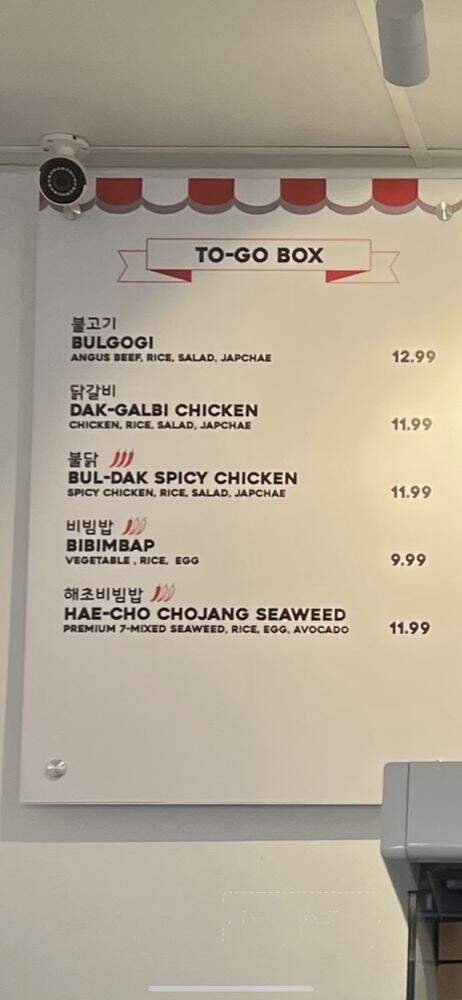 TO-GO BOX
불고기
BULGOGI
ANGUS BEEF, RICE, SALAD, JAPCHAE
12.99
닭갈비
DAK-GALBI CHICKEN
CHICKEN, RICE, SALAD, JAPCHAE
11.99
불닭
BUL-DAK SPICY CHICKEN
SPICY CHICKEN, RICE, SALAD, JAPCHAE
11.99
비빔밥
BIBIMBAP
VEGETABLE , RICE, EGG
9.99
해초비빔밥
HAE-CHO CHOJANG SEAWEED
PREMIUM 7-MIXED SEAWEED, RICE, EGG, AVOCADO
11.99